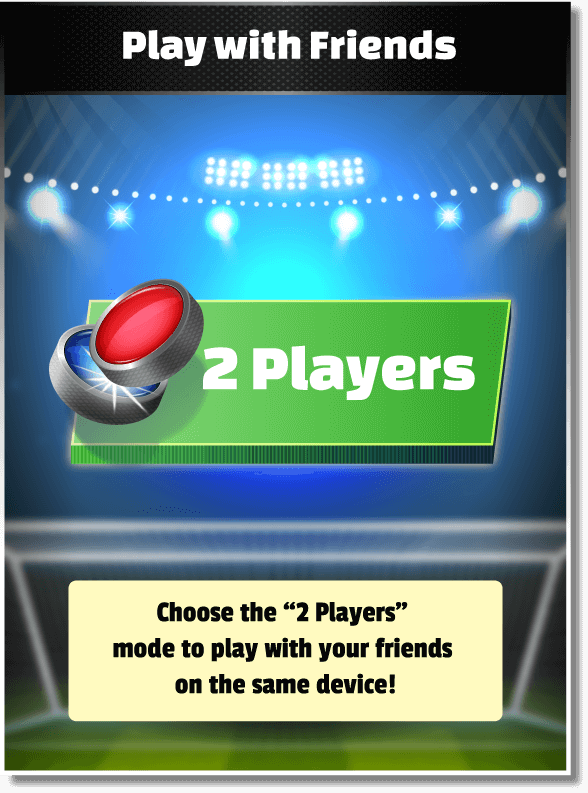 Play with Friends
2 Players
Choose the “2 Players”
mode to play with your friends
on the same device!